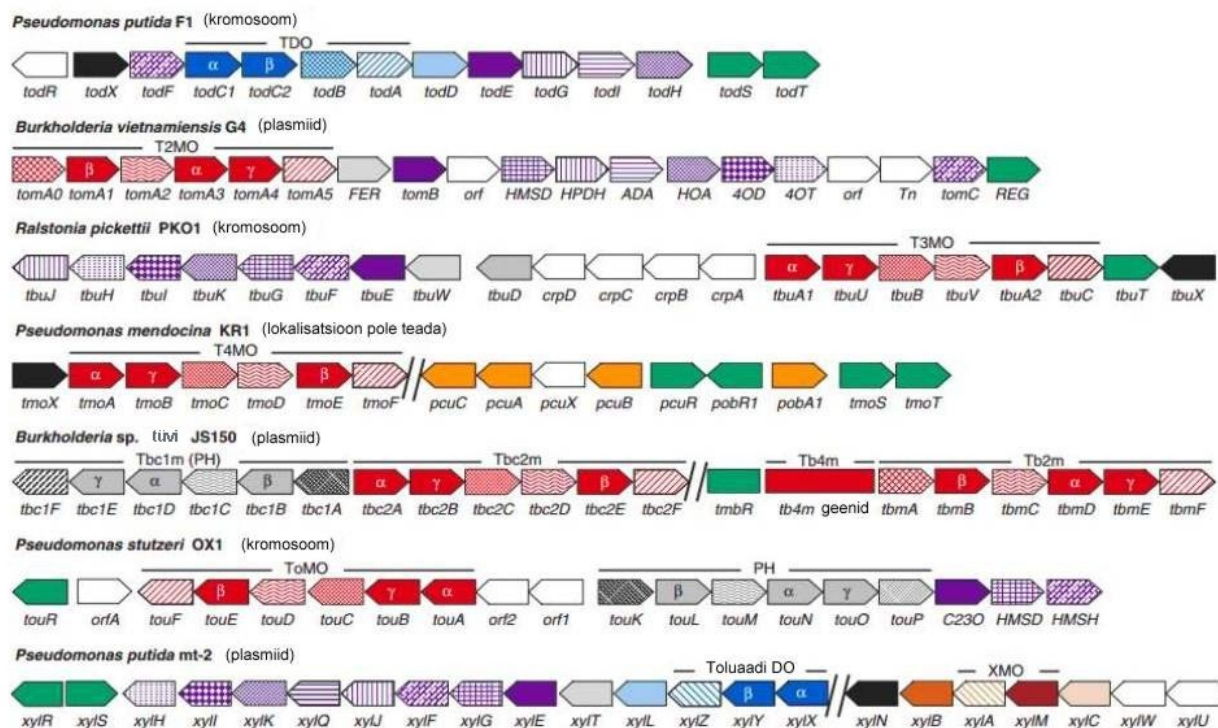 Pseudomonas putida F1 (kromosoom)
TDO
α β
todR todX todF todC1 todC2 todB todA todD todE todG todI todH todS todT
Burkholderia vietnamiensis G4 (plasmiid)
T2MO
β α γ
tomA0 tomA1 tomA2 tomA3 tomA4 tomA5 FER tomB orf HMSD HPDH ADA HOA 4OD 4OT orf Tn tomC REG
Ralstonia pickettii PKO1 (kromosoom)
T3MO
α γ β
tbuJ tbuH tbuI tbuK tbuG tbuF tbuE tbuW tbuD crpD crpC crpB crpA tbuA1 tbuU tbuB tbuV tbuA2 tbuC tbuT tbuX
Pseudomonas mendocina KR1 (lokalisatsioon pole teada)
T4MO
α γ β
tmoX tmoA tmoB tmoC tmoD tmoE tmoF pcuC pcuA pcuX pcuB pcuR pobR1 pobA1 tmoS tmoT
Burkholderia sp. tüvi JS150 (plasmiid)
Tbc1m (PH) Tbc2m Tb4m Tb2m
γ α β α γ β β α γ
tbc1F tbc1E tbc1D tbc1C tbc1B tbc1A tbc2A tbc2B tbc2C tbc2D tbc2E tbc2F tmbR tb4m geenid tbmA tbmB tbmC tbmD tbmE tbmF
Pseudomonas stutzeri OX1 (kromosoom)
ToMO PH
β γ α β α γ
touR orfA touF touE touD touC touB touA orf2 orf1 touK touL touM touN touO touP C23O HMSD HMSH
Pseudomonas putida mt-2 (plasmiid)
Toluaadi DO XMO
β α
xylR xylS xylH xylI xylK xylQ xylJ xylF xylG xylE xylT xylL xylZ xylY xylX xylN xylB xylA xylM xylC xylW xylU